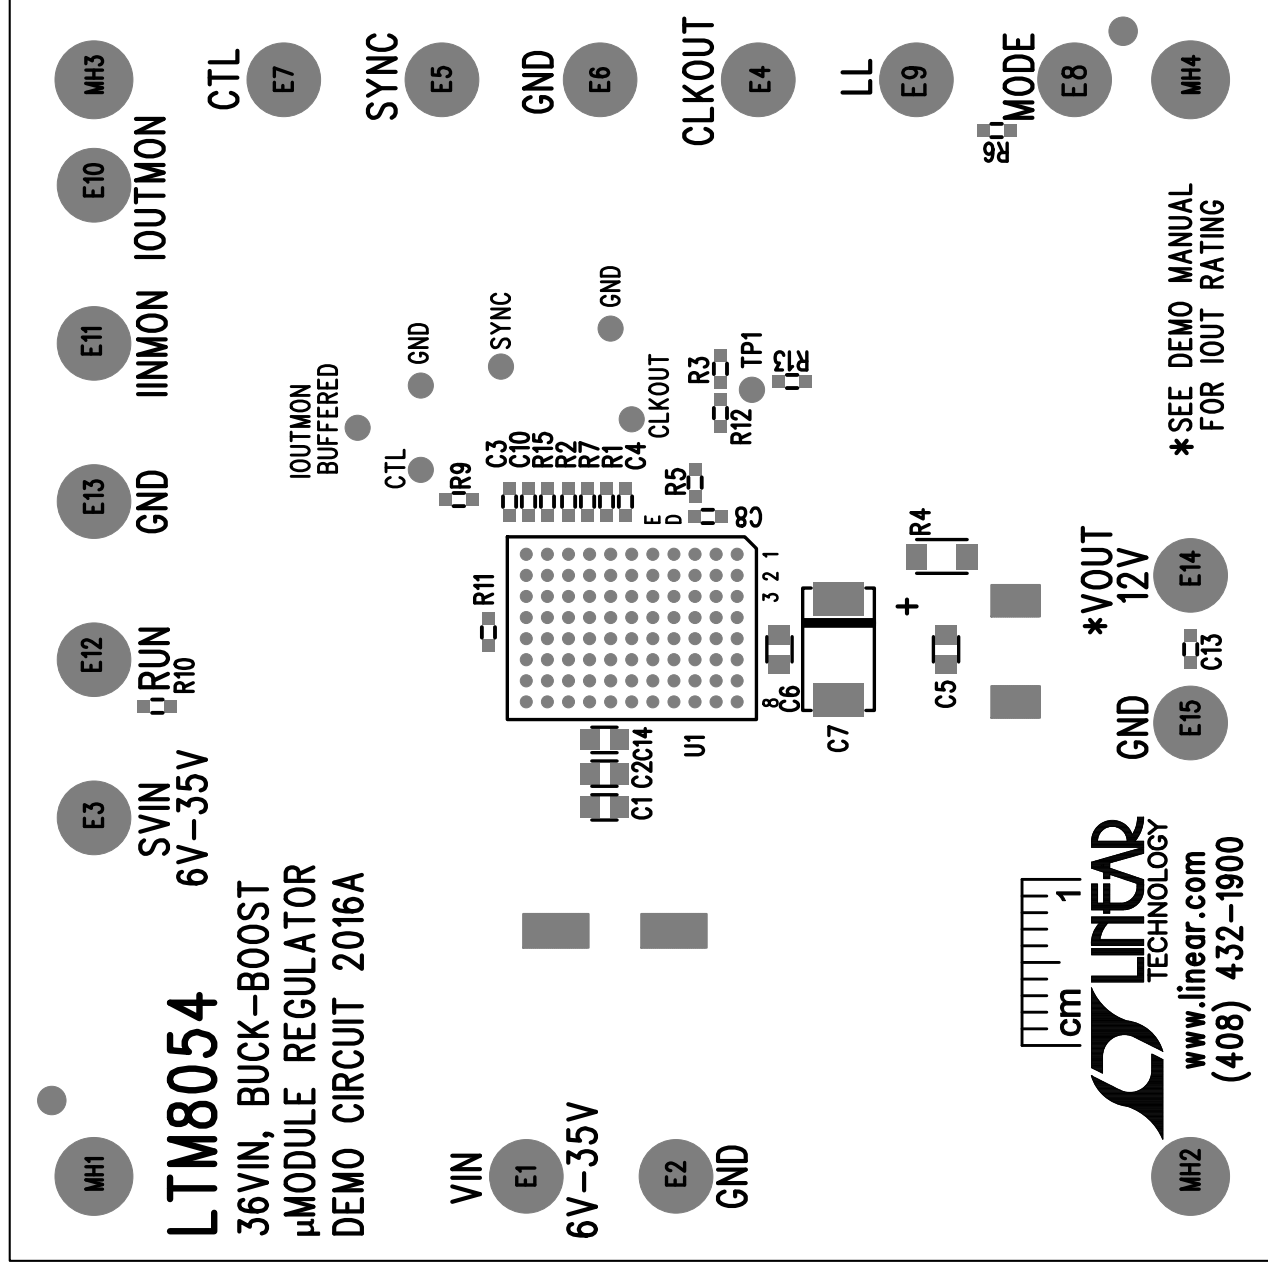 MH3
CTL
E7
SYNC
E5
GND
E6
CLKOUT
E4
LL
E9
MODE
E8
MH4
R6
E10
IOUTMON
E11
IINMON
E13
GND
E12
RUN
R10
E3
SVIN
6V-35V
IOUTMON
BUFFERED
GND
SYNC
GND
CTL
CLKOUT
R9
C3
C10
R15
R2
R7
R1
C4
R3
TP1
R13
R12
R5
E
D
C8
R11
1
2
3
8
U1
C6
C7
+
R4
C5
C14
C2
C1
*SEE DEMO MANUAL
FOR IOUT RATING
*VOUT
12V
E14
C13
GND
E15
MH1
LTM8054
36VIN, BUCK-BOOST
µMODULE REGULATOR
DEMO CIRCUIT 2016A
VIN
E1
6V-35V
E2
GND
cm
1
LINEAR
TECHNOLOGY
www.linear.com
(408) 432-1900
MH2